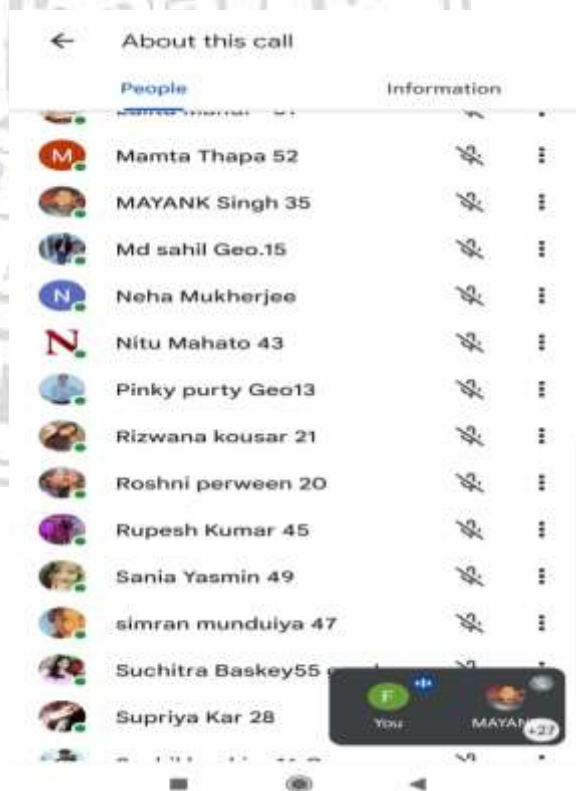 About this call
People Information
M Mamta Thapa 52
MAYANK Singh 35
Md sahil Geo.15
N Neha Mukherjee
N Nitu Mahato 43
Pinky purty Geo13
Rizwana kousar 21
Roshni perween 20
Rupesh Kumar 45
Sania Yasmin 49
simran munduiya 47
Suchitra Baskey55
Supriya Kar 28
F
You MAYAN
+27